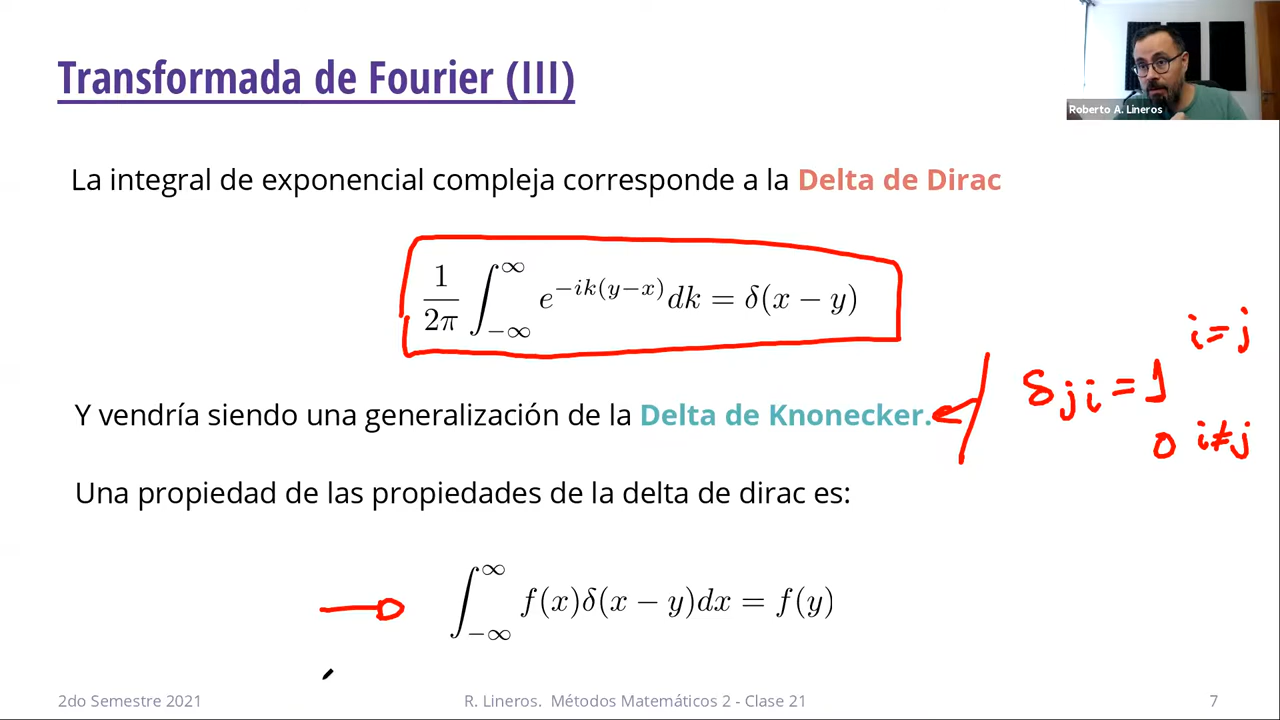 Transformada de Fourier (III)
Roberto A. Lineros
La integral de exponencial compleja corresponde a la Delta de Dirac
$\frac{1}{2\pi} \int_{-\infty}^{\infty} e^{-ik(y-x)} dk = \delta(x-y)$
i=j
δji = 1
Y vendría siendo una generalización de la Delta de Knonecker.
0 i≠j
Una propiedad de las propiedades de la delta de dirac es:
$\int_{-\infty}^{\infty} f(x)\delta(x-y)dx = f(y)$
2do Semestre 2021
R. Lineros. Métodos Matemáticos 2 - Clase 21
7